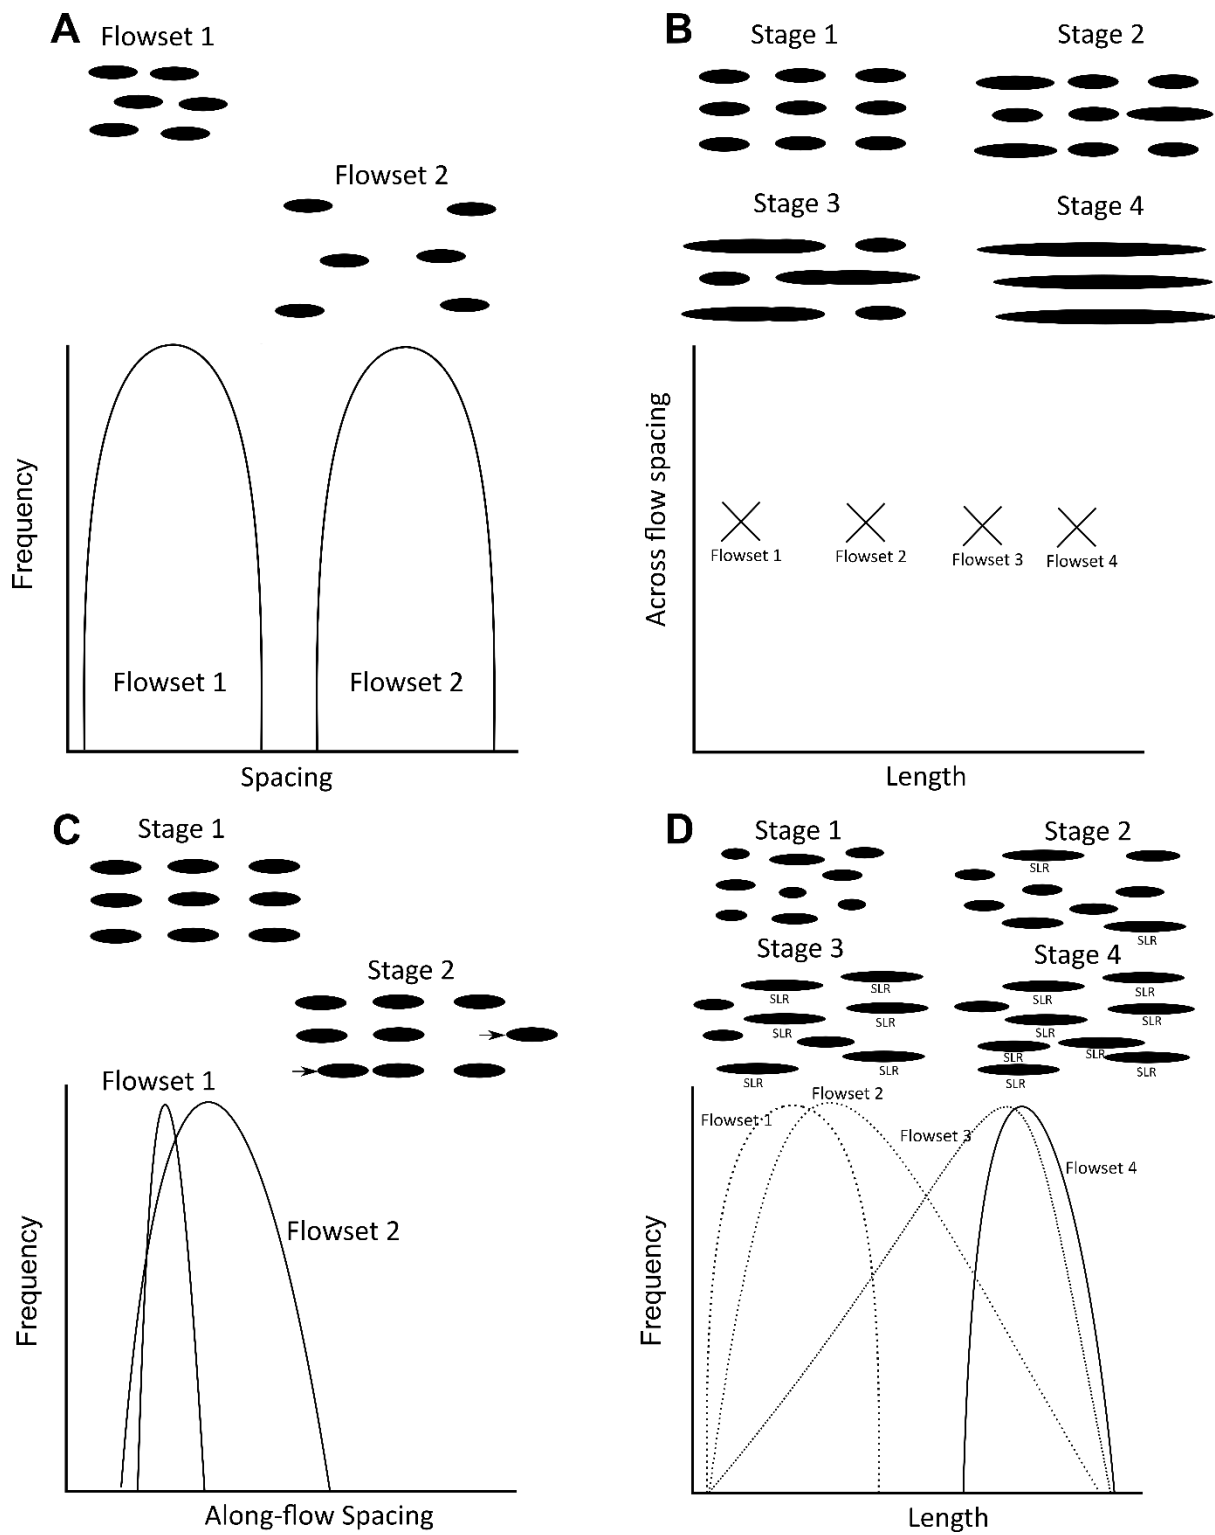 A
Flowset 1
Flowset 2
Frequency
Flowset 1
Flowset 2
Spacing
B
Stage 1
Stage 2
Stage 3
Stage 4
Across flow spacing
Flowset 1
Flowset 2
Flowset 3
Flowset 4
Length
C
Stage 1
Stage 2
Flowset 1
Flowset 2
Frequency
Along-flow Spacing
D
Stage 1
Stage 2
SLR
SLR
Stage 3
Stage 4
SLR
SLR
SLR
SLR
SLR
SLR
SLR
SLR
SLR
SLR
SLR
SLR
SLR
SLR
Flowset 1
Flowset 2
Flowset 3
Flowset 4
Frequency
Length